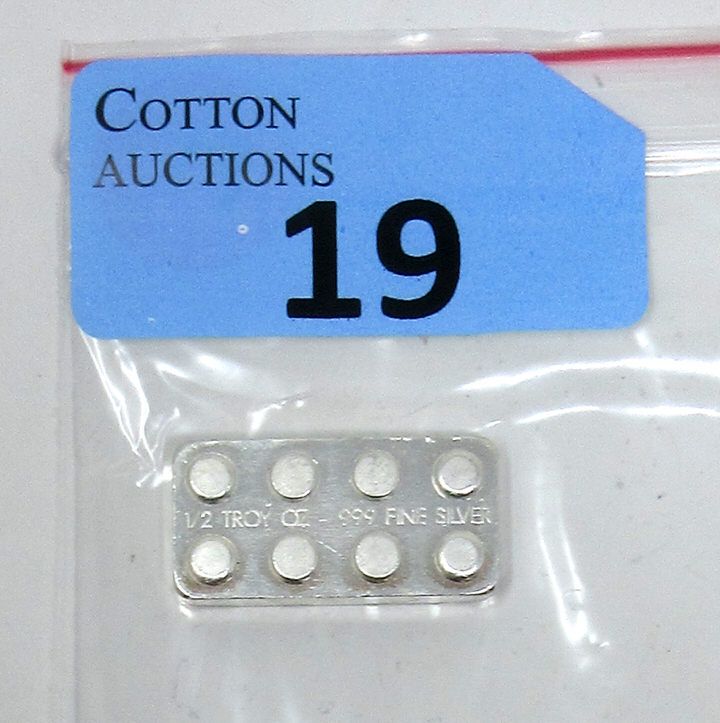 COTTON
AUCTIONS
19
1/2 TROY OZ - 999 FINE SILVER